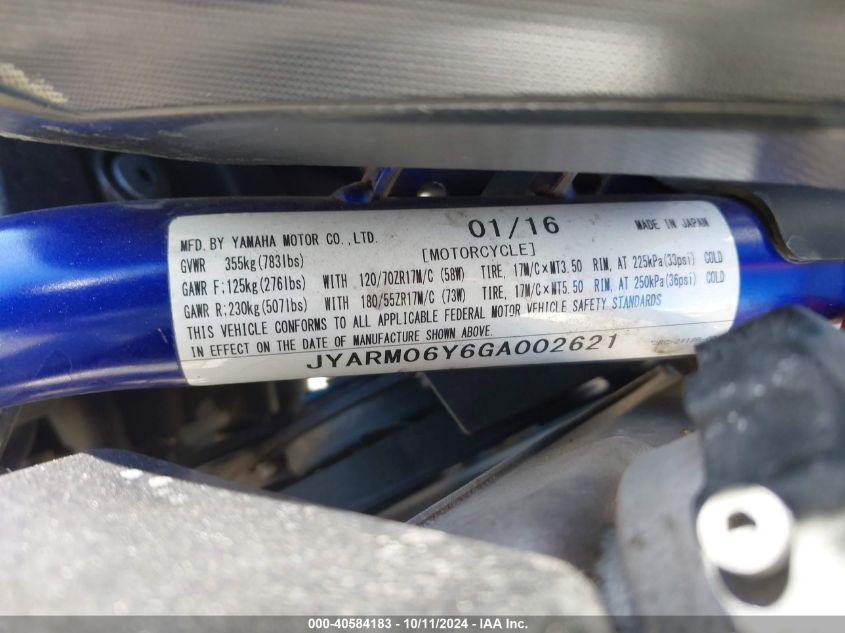 MFD. BY YAMAHA MOTOR CO.,LTD. 01/16 MADE IN JAPAN
GVWR 355kg(783lbs) [MOTORCYCLE]
GAWR F:125kg(276lbs) WITH 120/70ZR17M/C (58W) TIRE, 17M/C×MT3.50 RIM, AT 225kPa(33psi) COLD
GAWR R:230kg(507lbs) WITH 180/55ZR17M/C (73W) TIRE, 17M/C×MT5.50 RIM, AT 250kPa(36psi) COLD
THIS VEHICLE CONFORMS TO ALL APPLICABLE FEDERAL MOTOR VEHICLE SAFETY STANDARDS
IN EFFECT ON THE DATE OF MANUFACTURE SHOWN ABOVE.
JYARM06Y6GA002621
000-40584183 - 10/11/2024 - IAA Inc.